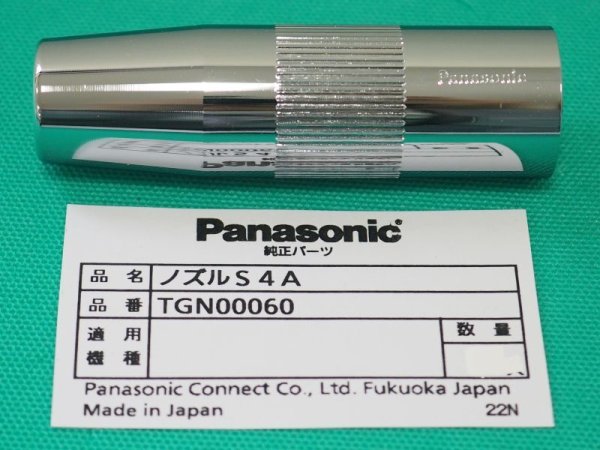 Panasonic
Panasonic
純正パーツ
品名 ノズルS4A
品番 TGN00060
適用機種 数量
Panasonic Connect Co., Ltd. Fukuoka Japan
Made in Japan 22N